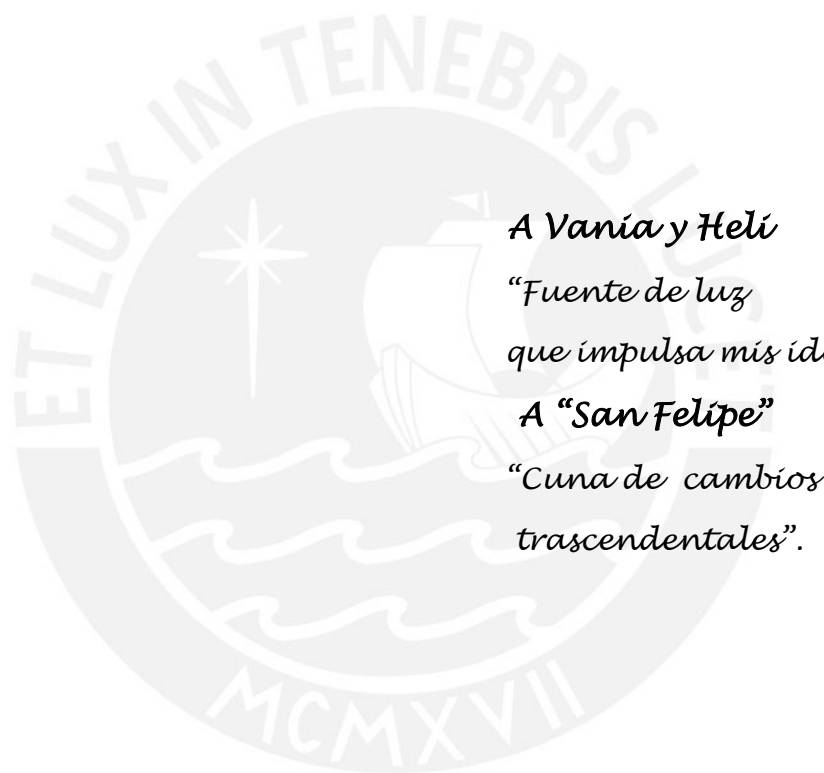 ET LUX IN TENEBRIS LUCET
A Vania y Heli
“Fuente de luz
que impulsa mis
A “San Felipe”
“Cuna de cambios
trascendentales”.
MCMXVII